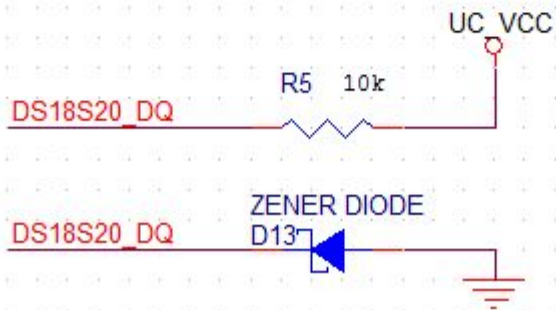 UC_VCC
R5 10k
DS18S20_DQ
ZENER DIODE
DS18S20_DQ D13